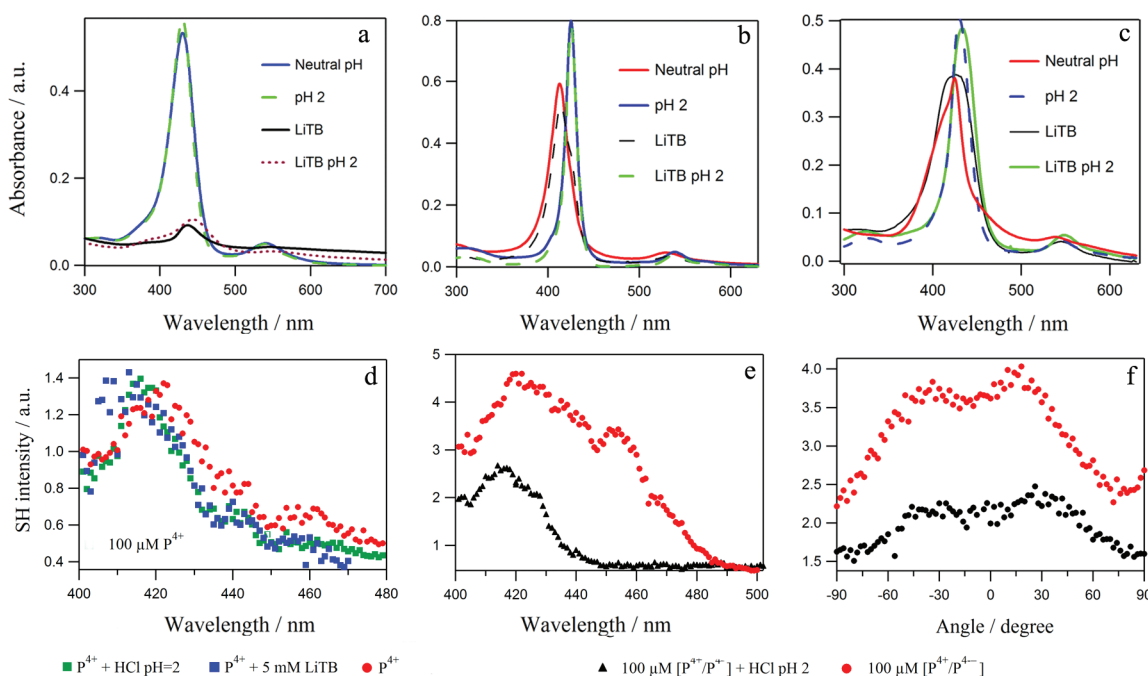 a
Neutral pH
pH 2
LiTB
LiTB pH 2
Absorbance / a.u.
0.4
0.2
0.0
300 400 500 600 700
Wavelength / nm
b
Neutral pH
pH 2
LiTB
LiTB pH 2
0.8
0.6
0.4
0.2
0.0
300 400 500 600
Wavelength / nm
c
Neutral pH
pH 2
LiTB
LiTB pH 2
0.5
0.4
0.3
0.2
0.1
0.0
300 400 500 600
Wavelength / nm
d
SH intensity / a.u.
1.4
1.2
1.0
0.8
0.6
0.4
100 μM P⁴⁺
400 420 440 460 480
Wavelength / nm
e
5
4
3
2
1
400 420 440 460 480 500
Wavelength / nm
f
4.0
3.5
3.0
2.5
2.2
1.5
-90 -60 -30 0 30 60 90
Angle / degree
P⁴⁺ + HCl pH=2 P⁴⁺ + 5 mM LiTB P⁴⁺
100 μM [P⁴⁺/P⁴⁻] + HCl pH 2 100 μM [P⁴⁺/P⁴⁻]